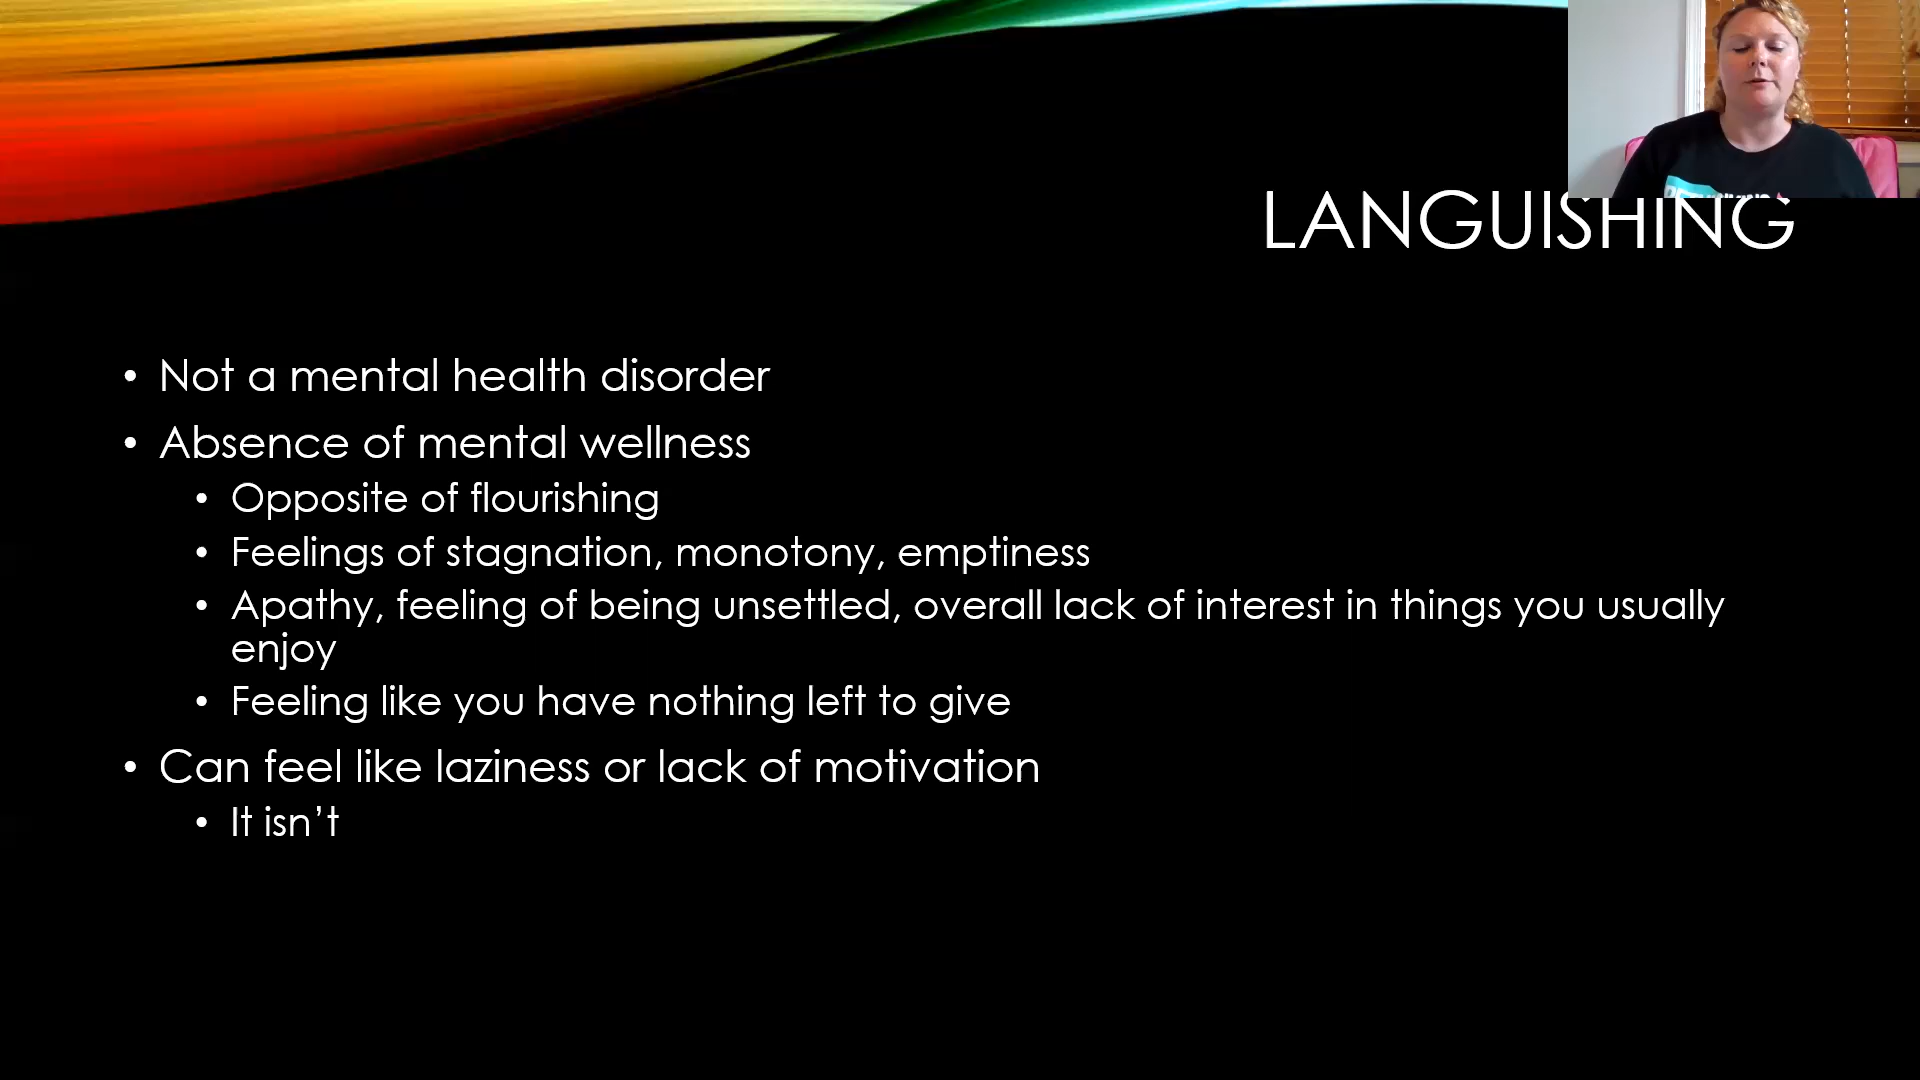 LANGUISHING
• Not a mental health disorder
• Absence of mental wellness
• Opposite of flourishing
• Feelings of stagnation, monotony, emptiness
• Apathy, feeling of being unsettled, overall lack of interest in things you usually
enjoy
• Feeling like you have nothing left to give
• Can feel like laziness or lack of motivation
• It isn’t